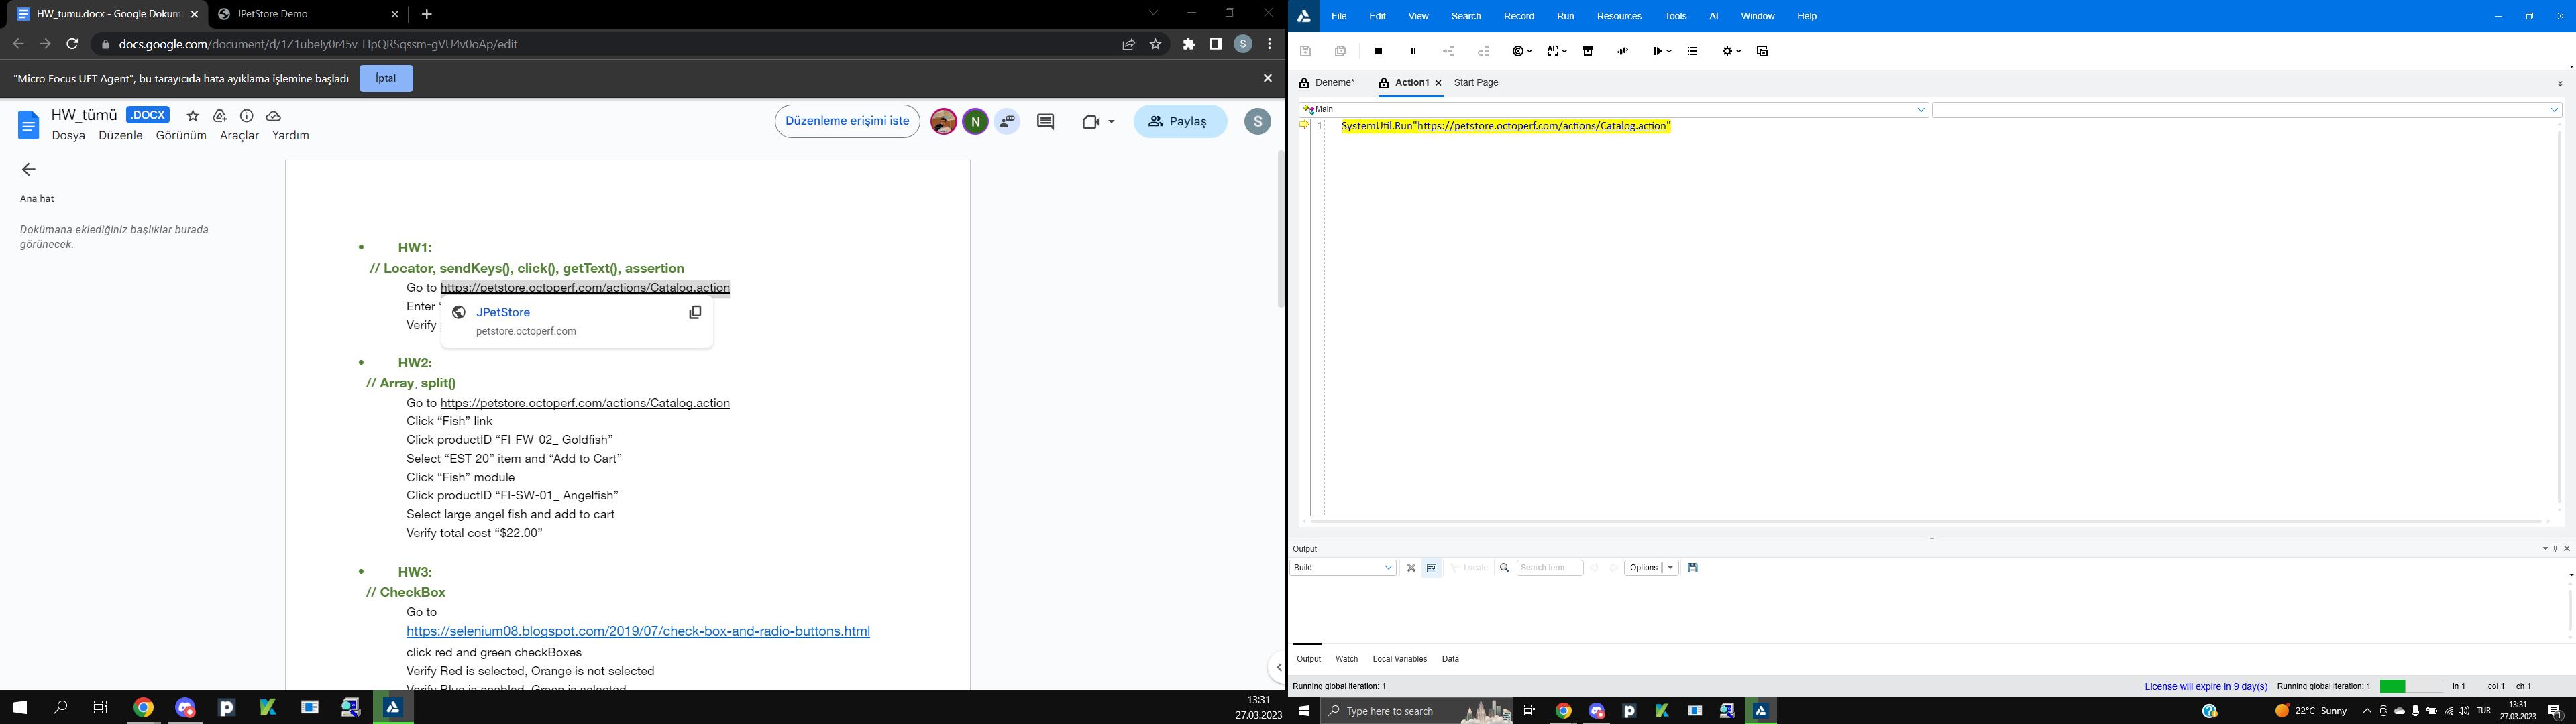 HW_tümü.docx - Google Doküm
JPetStore Demo
docs.google.com/document/d/1Z1ubeIy0r45v_HpQRSqssm-gVU4v0oAp/edit
S
"Micro Focus UFT Agent", bu tarayıcıda hata ayıklama işlemine başladı
İptal
HW_tümü
.DOCX
Dosya Düzenle Görünüm Araçlar Yardım
Düzenleme erişimi iste
N
Paylaş
S
Ana hat
Dokümana eklediğiniz başlıklar burada
görünecek.
• HW1:
// Locator, sendKeys(), click(), getText(), assertion
Go to https://petstore.octoperf.com/actions/Catalog.action
Enter “
Verify
JPetStore
petstore.octoperf.com
• HW2:
// Array, split()
Go to https://petstore.octoperf.com/actions/Catalog.action
Click “Fish” link
Click productID “FI-FW-02_ Goldfish”
Select “EST-20” item and “Add to Cart”
Click “Fish” module
Click productID “FI-SW-01_ Angelfish”
Select large angel fish and add to cart
Verify total cost “$22.00”
• HW3:
// CheckBox
Go to
https://selenium08.blogspot.com/2019/07/check-box-and-radio-buttons.html
click red and green checkBoxes
Verify Red is selected, Orange is not selected
Verify Blue is enabled, Green is selected
13:31
27.03.2023
File Edit View Search Record Run Resources Tools AI Window Help
Deneme*
Action1
Start Page
Main
1 SystemUtil.Run"https://petstore.octoperf.com/actions/Catalog.action"
Output
Build
Locate
Search term
Options
Output Watch Local Variables Data
Running global iteration: 1
License will expire in 9 day(s)
Running global iteration: 1
ln 1 col 1 ch 1
Type here to search
22°C Sunny
TUR
13:31
27.03.2023